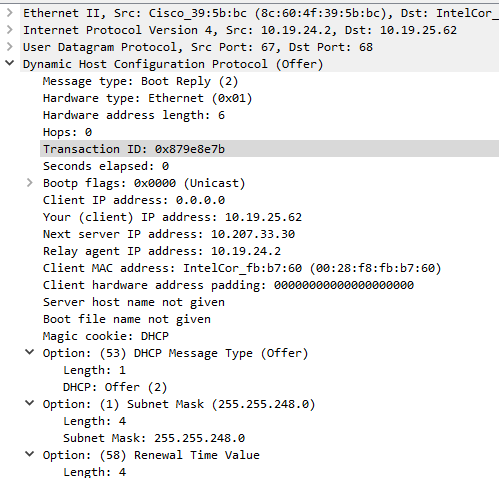 Ethernet II, Src: Cisco_39:5b:bc (8c:60:4f:39:5b:bc), Dst: IntelCor_
Internet Protocol Version 4, Src: 10.19.24.2, Dst: 10.19.25.62
User Datagram Protocol, Src Port: 67, Dst Port: 68
Dynamic Host Configuration Protocol (Offer)
Message type: Boot Reply (2)
Hardware type: Ethernet (0x01)
Hardware address length: 6
Hops: 0
Transaction ID: 0x879e8e7b
Seconds elapsed: 0
Bootp flags: 0x0000 (Unicast)
Client IP address: 0.0.0.0
Your (client) IP address: 10.19.25.62
Next server IP address: 10.207.33.30
Relay agent IP address: 10.19.24.2
Client MAC address: IntelCor_fb:b7:60 (00:28:f8:fb:b7:60)
Client hardware address padding: 00000000000000000000
Server host name not given
Boot file name not given
Magic cookie: DHCP
Option: (53) DHCP Message Type (Offer)
Length: 1
DHCP: Offer (2)
Option: (1) Subnet Mask (255.255.248.0)
Length: 4
Subnet Mask: 255.255.248.0
Option: (58) Renewal Time Value
Length: 4